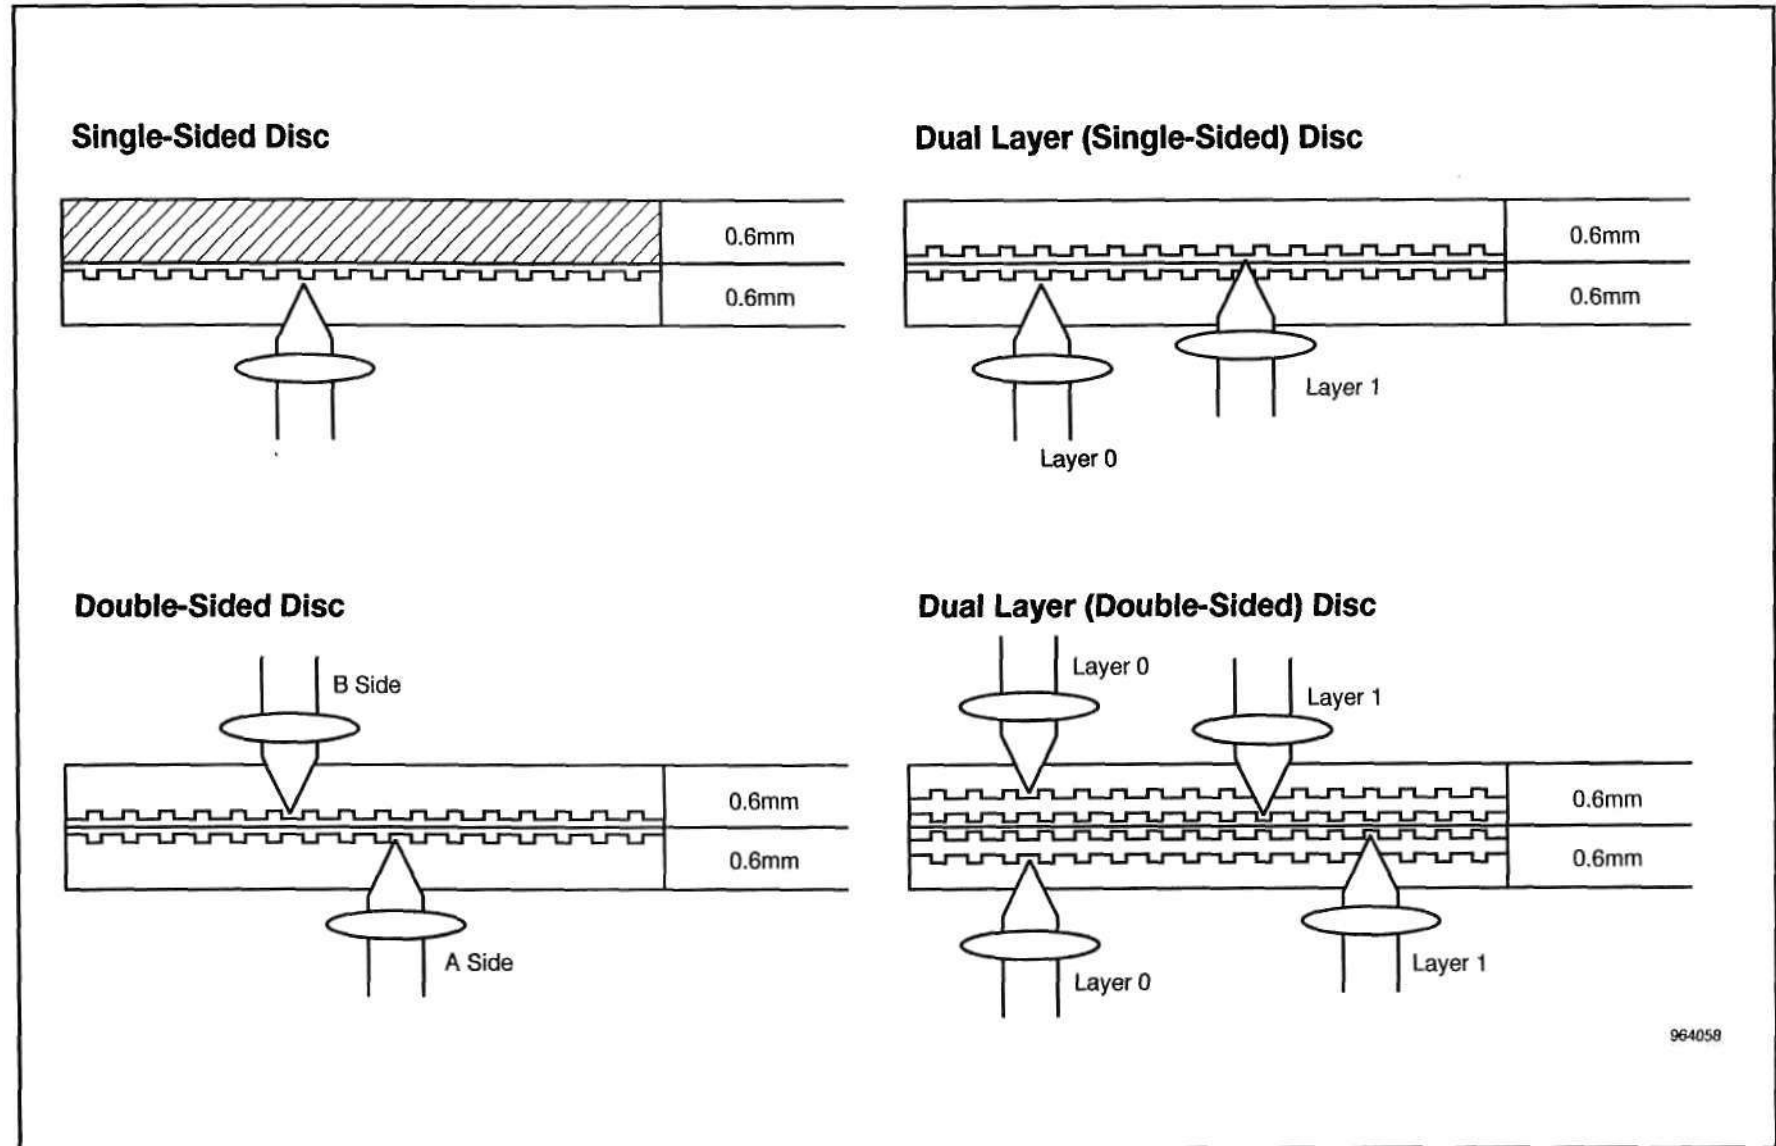 Single-Sided Disc
0.6mm
0.6mm
Dual Layer (Single-Sided) Disc
0.6mm
0.6mm
Layer 1
Layer 0
Double-Sided Disc
B Side
0.6mm
0.6mm
A Side
Dual Layer (Double-Sided) Disc
Layer 0
Layer 1
0.6mm
0.6mm
Layer 1
Layer 0
964058